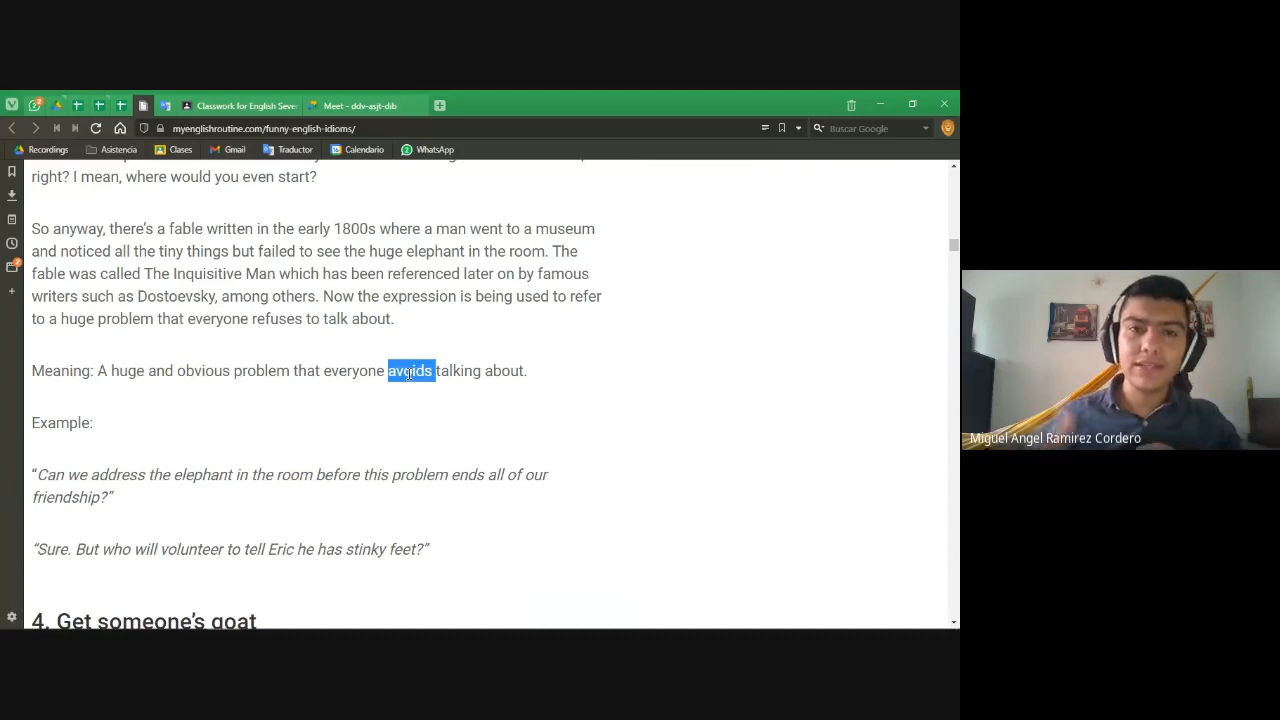 Classwork for English Seve
Meet - ddv-asjt-dib
myenglishroutine.com/funny-english-idioms/
Buscar Google
Recordings
Asistencia
Clases
Gmail
Traductor
Calendario
WhatsApp
right? I mean, where would you even start?
So anyway, there's a fable written in the early 1800s where a man went to a museum
and noticed all the tiny things but failed to see the huge elephant in the room. The
fable was called The Inquisitive Man which has been referenced later on by famous
writers such as Dostoevsky, among others. Now the expression is being used to refer
to a huge problem that everyone refuses to talk about.
Meaning: A huge and obvious problem that everyone avoids talking about.
Example:
“Can we address the elephant in the room before this problem ends all of our
friendship?”
“Sure. But who will volunteer to tell Eric he has stinky feet?”
4. Get someone's goat
Miguel Angel Ramirez Cordero